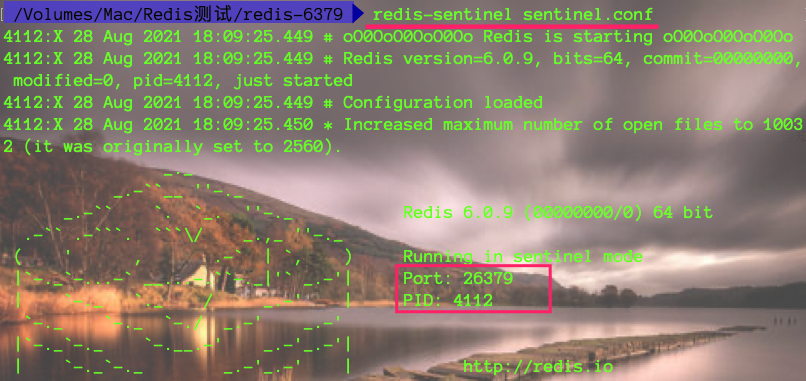 /Volumes/Mac/Redis测试/redis-6379 redis-sentinel sentinel.conf
4112:X 28 Aug 2021 18:09:25.449 # oO0OoO0OoO0Oo Redis is starting oO0OoO0OoO0Oo
4112:X 28 Aug 2021 18:09:25.449 # Redis version=6.0.9, bits=64, commit=00000000,
modified=0, pid=4112, just started
4112:X 28 Aug 2021 18:09:25.449 # Configuration loaded
4112:X 28 Aug 2021 18:09:25.450 * Increased maximum number of open files to 1003
2 (it was originally set to 2560).
Redis 6.0.9 (00000000/0) 64 bit
Running in sentinel mode
Port: 26379
PID: 4112
http://redis.io